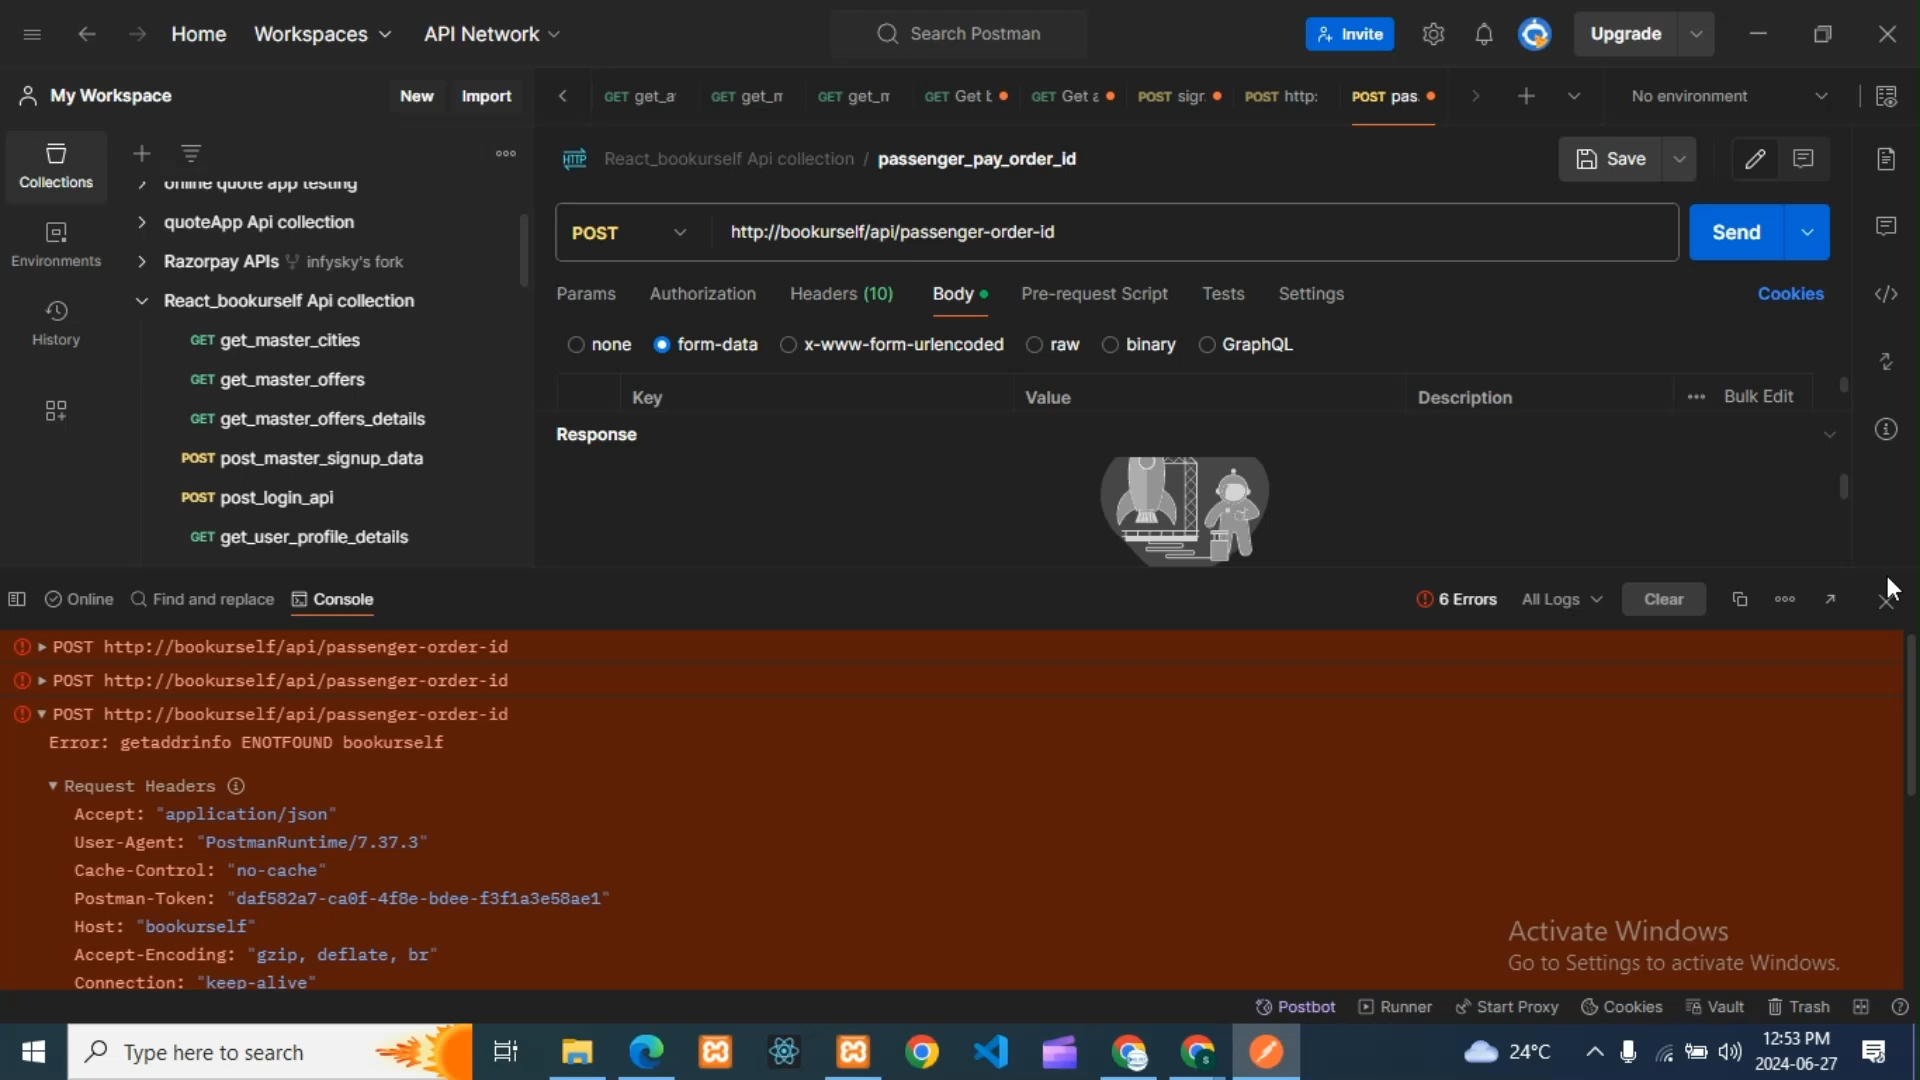 Home
Workspaces
API Network
Search Postman
Invite
Upgrade
My Workspace
New
Import
GET get_a
GET get_m
GET get_m
GET Get b
GET Get a
POST sigr
POST http:
POST pas
No environment
Collections
Environments
History
online quote app testing
quoteApp Api collection
Razorpay APIs infysky's fork
React_bookurself Api collection
GET get_master_cities
GET get_master_offers
GET get_master_offers_details
POST post_master_signup_data
POST post_login_api
GET get_user_profile_details
HTTP React_bookurself Api collection / passenger_pay_order_id
Save
POST http://bookurself/api/passenger-order-id
Send
Params
Authorization
Headers (10)
Body
Pre-request Script
Tests
Settings
Cookies
none
form-data
x-www-form-urlencoded
raw
binary
GraphQL
Key
Value
Description
Bulk Edit
Response
Online
Find and replace
Console
6 Errors
All Logs
Clear
POST http://bookurself/api/passenger-order-id
POST http://bookurself/api/passenger-order-id
POST http://bookurself/api/passenger-order-id
Error: getaddrinfo ENOTFOUND bookurself
Request Headers
Accept: "application/json"
User-Agent: "PostmanRuntime/7.37.3"
Cache-Control: "no-cache"
Postman-Token: "daf582a7-ca0f-4f8e-bdee-f3f1a3e58ae1"
Host: "bookurself"
Accept-Encoding: "gzip, deflate, br"
Connection: "keep-alive"
Activate Windows
Go to Settings to activate Windows.
Postbot
Runner
Start Proxy
Cookies
Vault
Trash
Type here to search
24°C
12:53 PM
2024-06-27